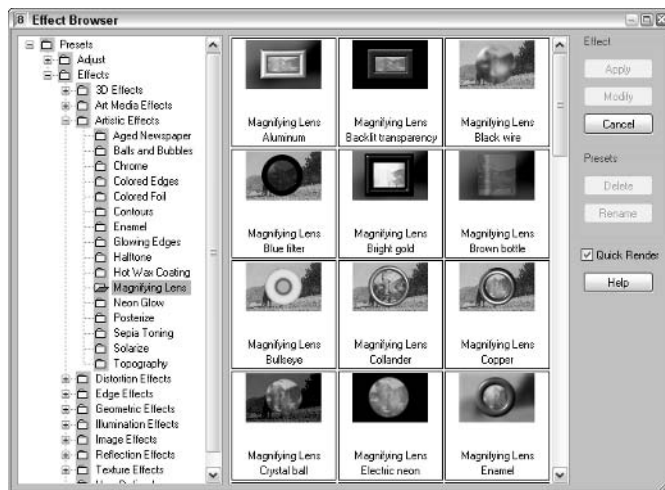 8 Effect Browser
Presets
Adjust
Effects
3D Effects
Art Media Effects
Artistic Effects
Aged Newspaper
Balls and Bubbles
Chrome
Colored Edges
Colored Foil
Contours
Enamel
Glowing Edges
Halftone
Hot Wax Coating
Magnifying Lens
Neon Glow
Posterize
Sepia Toning
Solarize
Topography
Distortion Effects
Edge Effects
Geometric Effects
Illumination Effects
Image Effects
Reflection Effects
Texture Effects
Magnifying Lens
Aluminum
Magnifying Lens
Backlit transparency
Magnifying Lens
Black wire
Magnifying Lens
Blue filter
Magnifying Lens
Bright gold
Magnifying Lens
Brown bottle
Magnifying Lens
Bullseye
Magnifying Lens
Collander
Magnifying Lens
Copper
Magnifying Lens
Crystal ball
Magnifying Lens
Electric neon
Magnifying Lens
Enamel
Effect
Apply
Modify
Cancel
Presets
Delete
Rename
Quick Render
Help